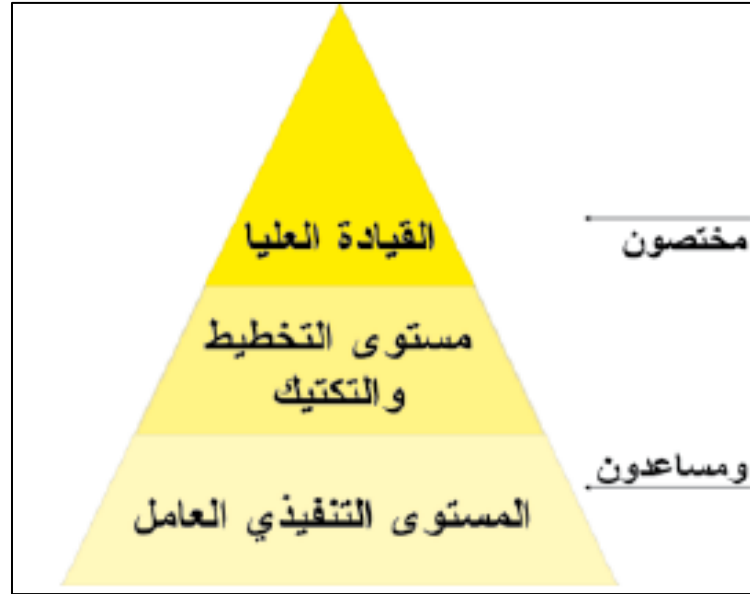 القيادة العليا
مختصون
مستوى التخطيط
والتكتيك
ومساعدون
المستوى التنفيذي العامل